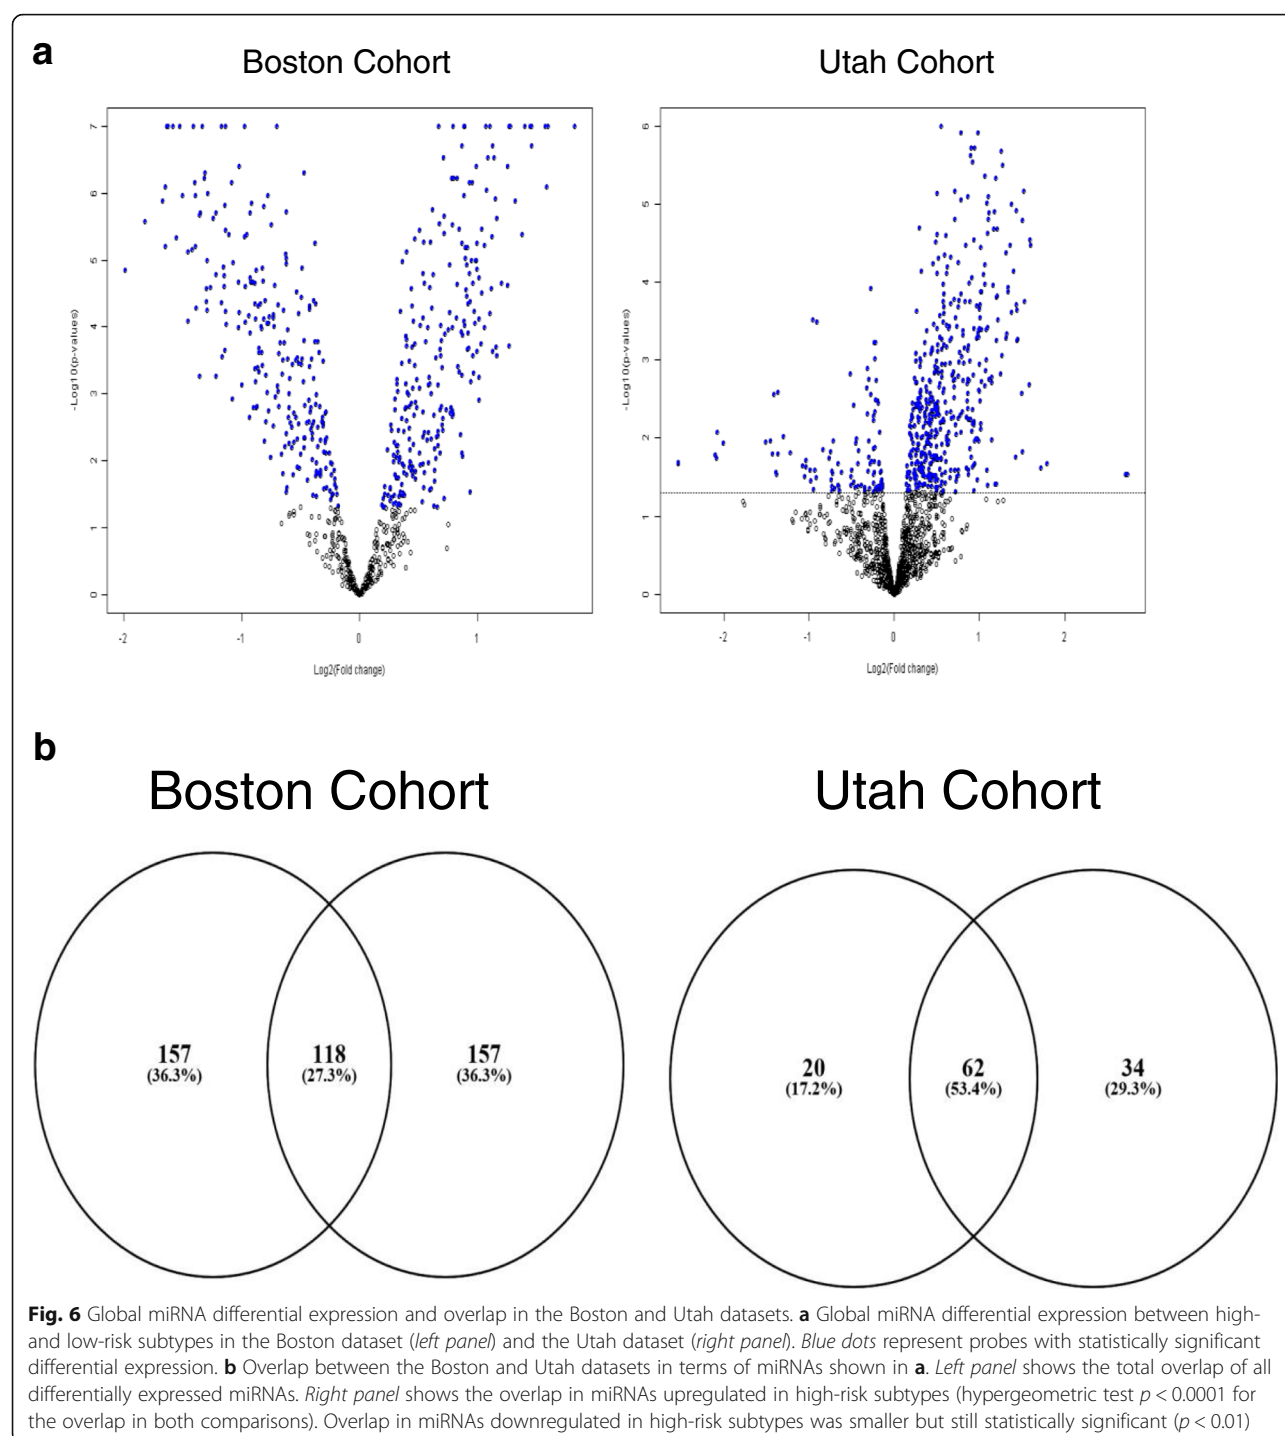 a
Boston Cohort
Utah Cohort
7
6
5
4
3
2
1
0
-Log10(p-values)
-2
-1
0
1
Log2(Fold change)
6
5
4
3
2
1
0
-Log10(p-values)
-2
-1
0
1
2
Log2(Fold change)
b
Boston Cohort
Utah Cohort
157
(36.3%)
118
(27.3%)
157
(36.3%)
20
(17.2%)
62
(53.4%)
34
(29.3%)
Fig. 6 Global miRNA differential expression and overlap in the Boston and Utah datasets. a Global miRNA differential expression between high-
and low-risk subtypes in the Boston dataset (left panel) and the Utah dataset (right panel). Blue dots represent probes with statistically significant
differential expression. b Overlap between the Boston and Utah datasets in terms of miRNAs shown in a. Left panel shows the total overlap of all
differentially expressed miRNAs. Right panel shows the overlap in miRNAs upregulated in high-risk subtypes (hypergeometric test p < 0.0001 for
the overlap in both comparisons). Overlap in miRNAs downregulated in high-risk subtypes was smaller but still statistically significant (p < 0.01)